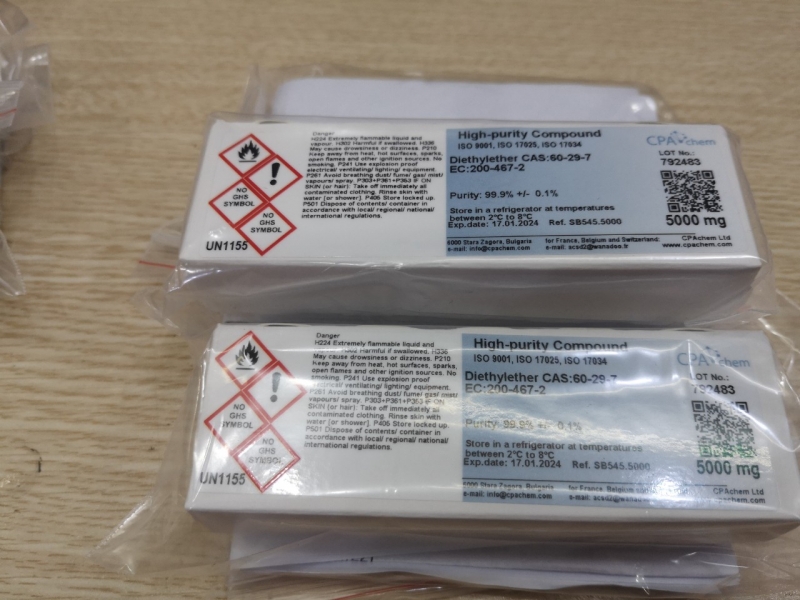 Danger
H224 Extremely flammable liquid and
vapour. H302 Harmful if swallowed. H336
May cause drowsiness or dizziness. P210
Keep away from heat, hot surfaces, sparks,
open flames and other ignition sources. No
smoking. P241 Use explosion proof
electrical/ ventilating/ lighting/ equipment.
P261 Avoid breathing dust/ fume/ gas/ mist/
vapours/ spray. P303+P361+P353 IF ON
SKIN (or hair): Take off immediately all
contaminated clothing. Rinse skin with
water [or shower]. P405 Store locked up.
P501 Dispose of contents/ container in
accordance with local/ regional/ national/
international regulations.
NO
GHS
SYMBOL
NO
GHS
SYMBOL
UN1155
High-purity Compound
ISO 9001, ISO 17025, ISO 17034
Diethylether CAS:60-29-7
EC:200-467-2
Purity: 99.9% +/- 0.1%
Store in a refrigerator at temperatures
between 2°C to 8°C
Exp.date: 17.01.2024 Ref. SB545.5000
CPAchem
LOT No.:
792483
5000 mg
6000 Stara Zagora, Bulgaria
e-mail: info@cpachem.com
for France, Belgium and Switzerland:
e-mail:
CPAchem Ltd
www.cpachem.com
Danger
H224 Extremely flammable liquid and
H302 Harmful if swallowed. H336
May cause drowsiness or dizziness. P210
Keep away from heat, hot surfaces, sparks,
open flames and other ignition sources. No
smoking. P241 Use explosion proof
electrical/ ventilating/ lighting/ equipment.
P261 Avoid breathing dust/ fume/ gas/ mist/
vapours/ spray. P303+P361+P353 IF ON
SKIN (or hair): Take off immediately all
contaminated clothing. Rinse skin with
water [or shower]. P405 Store locked up.
P501 Dispose of contents/ container in
accordance with local/ regional/ national/
international regulations.
NO
GHS
SYMBOL
NO
GHS
SYMBOL
UN1155
High-purity Compound
ISO 9001, ISO 17025, ISO 17034
Diethylether CAS:60-29-7
EC:200-467-2
Purity: 99.9% +/- 0.1%
Store in a refrigerator at temperatures
between 2°C to 8°C
Exp.date: 17.01.2024 Ref. SB545.5000
CPAchem
LOT No.:
792483
5000 mg
Stara Zagora, Bulgaria
e-mail: info@cpachem.com
for France, Belgium
e-mail:
CPAchem Ltd